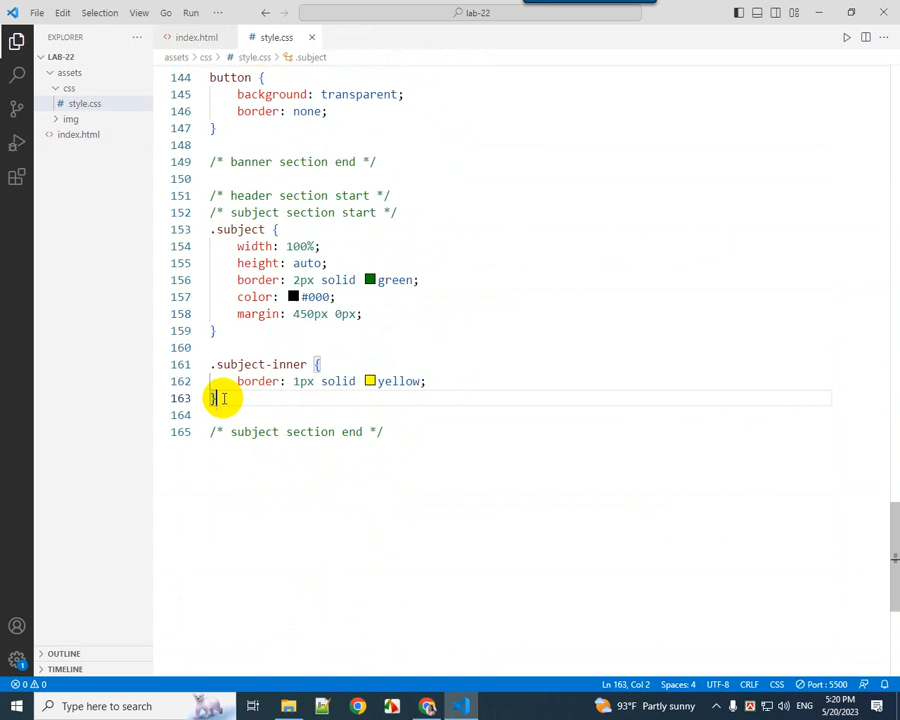 File Edit Selection View Go Run ··· lab-22
EXPLORER ···
index.html
style.css
LAB-22
assets
css
style.css
img
index.html
assets > css > style.css > .subject
144 button {
145 background: transparent;
146 border: none;
147 }
148
149 /* banner section end */
150
151 /* header section start */
152 /* subject section start */
153 .subject {
154 width: 100%;
155 height: auto;
156 border: 2px solid green;
157 color: #000;
158 margin: 450px 0px;
159 }
160
161 .subject-inner {
162 border: 1px solid yellow;
163 }
164
165 /* subject section end */
OUTLINE
TIMELINE
1
0 0
Ln 163, Col 2 Spaces: 4 UTF-8 CRLF CSS Port : 5500
Type here to search
93°F Partly sunny
5:20 PM
5/20/2023